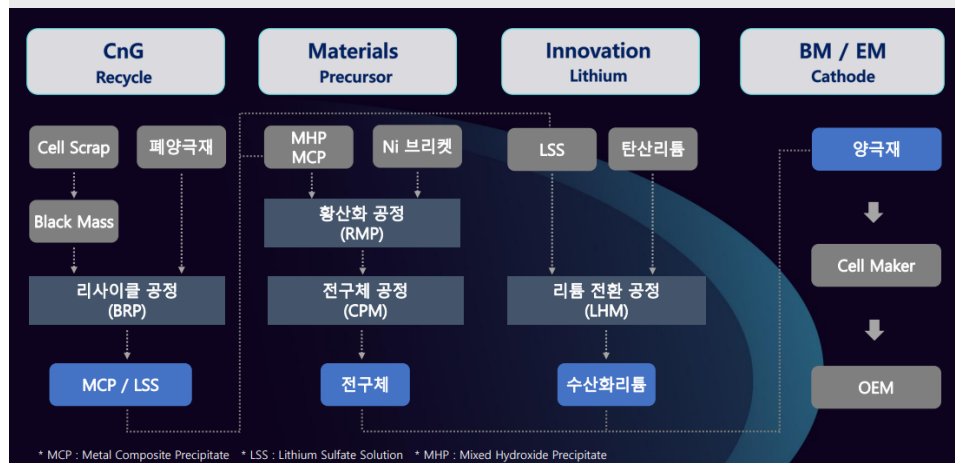 CnG
Recycle
Materials
Precursor
Innovation
Lithium
BM / EM
Cathode
Cell Scrap
폐양극재
MHP
MCP
Ni 브리켓
LSS
탄산리튬
양극재
Black Mass
황산화 공정
(RMP)
Cell Maker
리사이클 공정
(BRP)
전구체 공정
(CPM)
리튬 전환 공정
(LHM)
MCP / LSS
전구체
수산화리튬
OEM
* MCP : Metal Composite Precipitate * LSS : Lithium Sulfate Solution * MHP : Mixed Hydroxide Precipitate